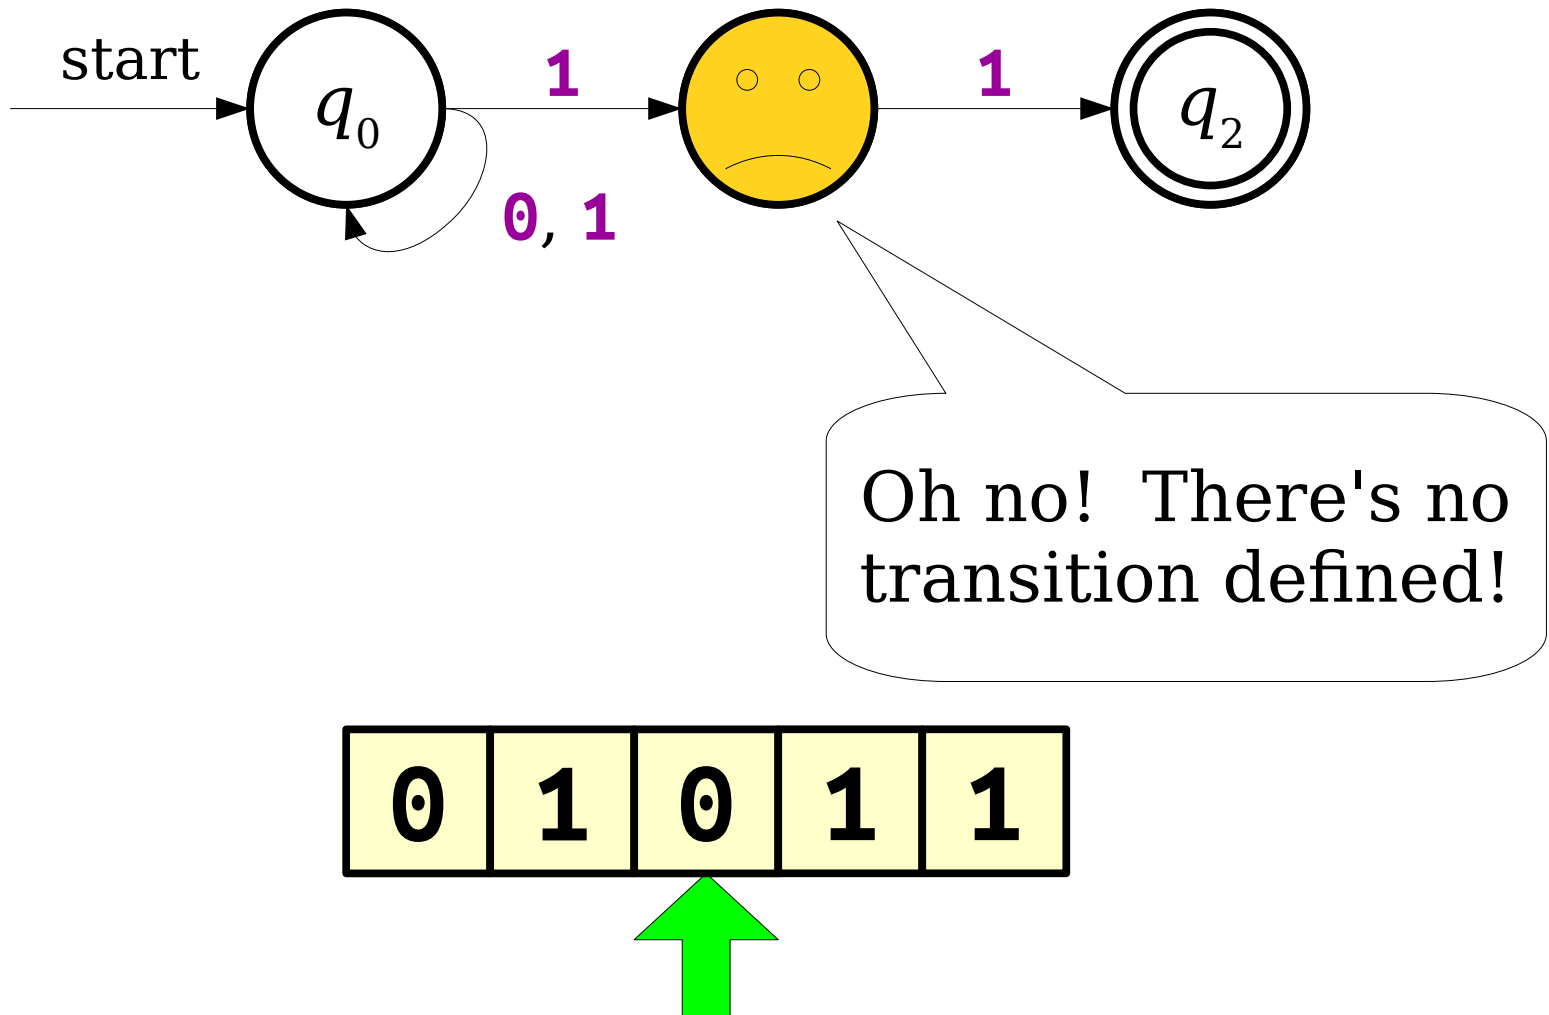 start
q0
1
1
q2
0, 1
Oh no!  There's no
transition defined!
0 1 0 1 1